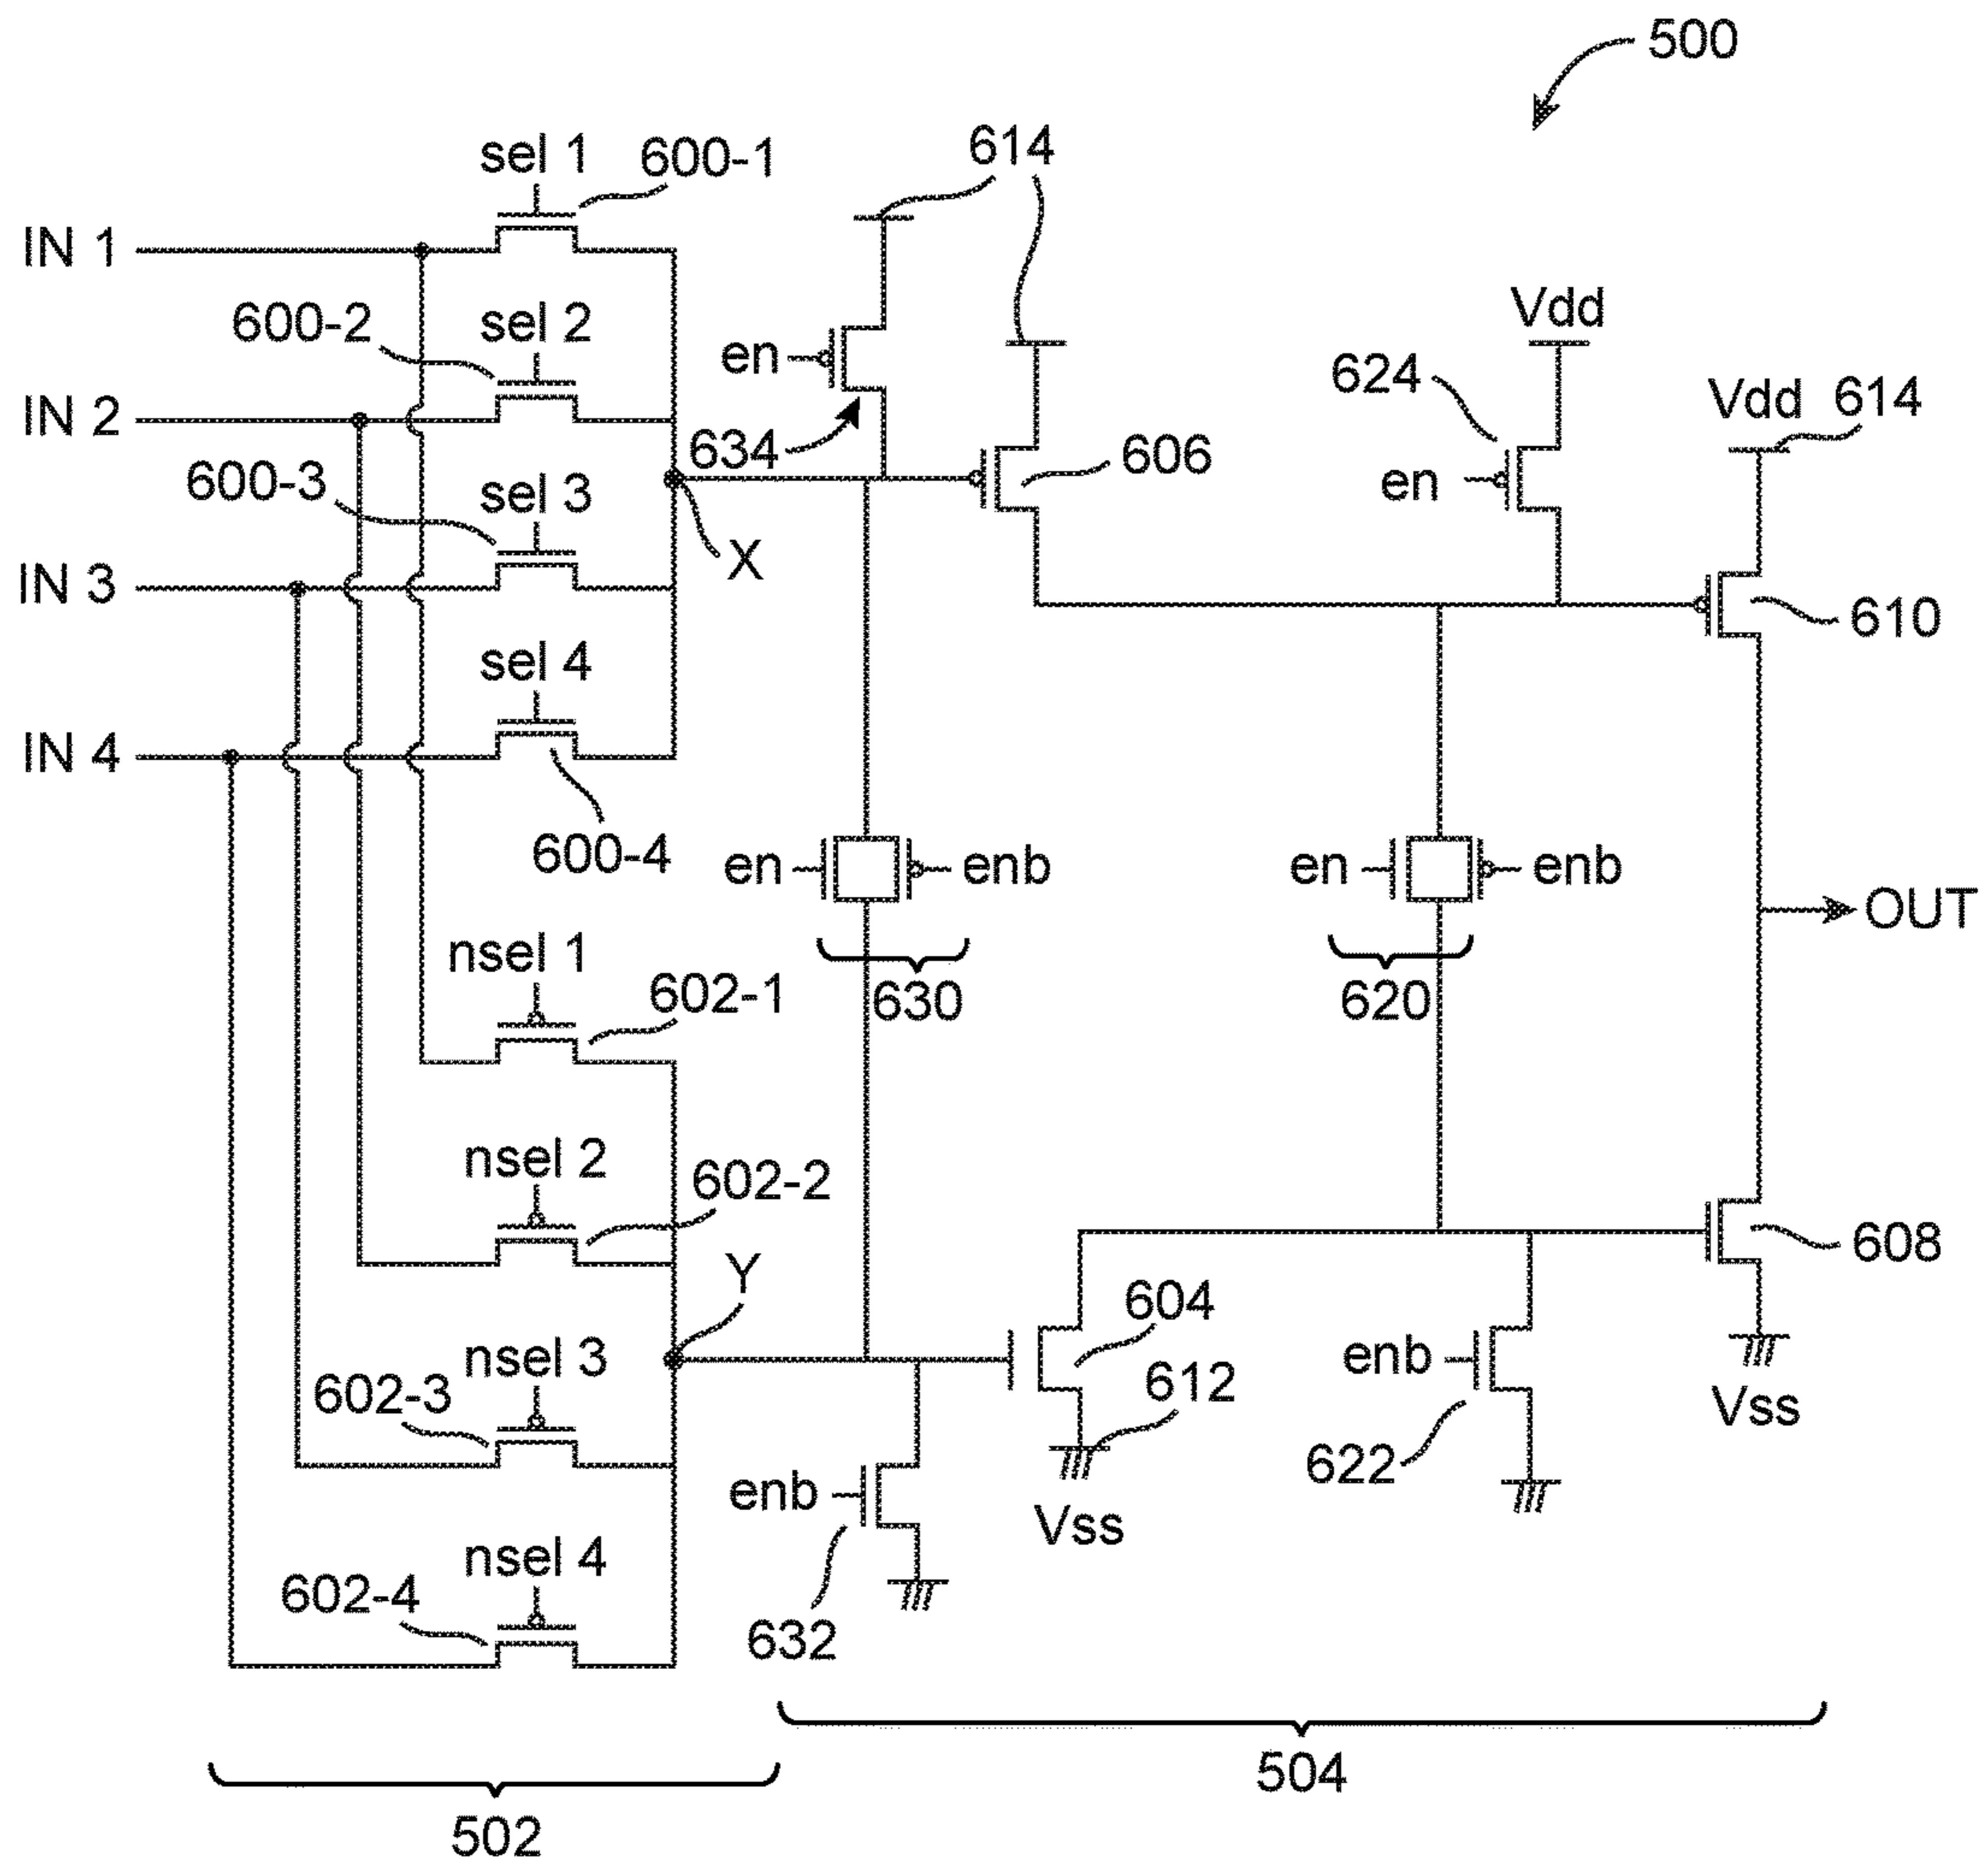 500
614
sel 1
600-1
IN 1
600-2
sel 2
Vdd
en
624
Vdd
614
IN 2
634
606
600-3
sel 3
en
X
IN 3
610
sel 4
IN 4
600-4
en
enb
en
enb
OUT
nsel 1
630
620
602-1
nsel 2
602-2
608
Y
604
nsel 3
enb
612
602-3
Vss
622
enb
Vss
nsel 4
602-4
632
504
502